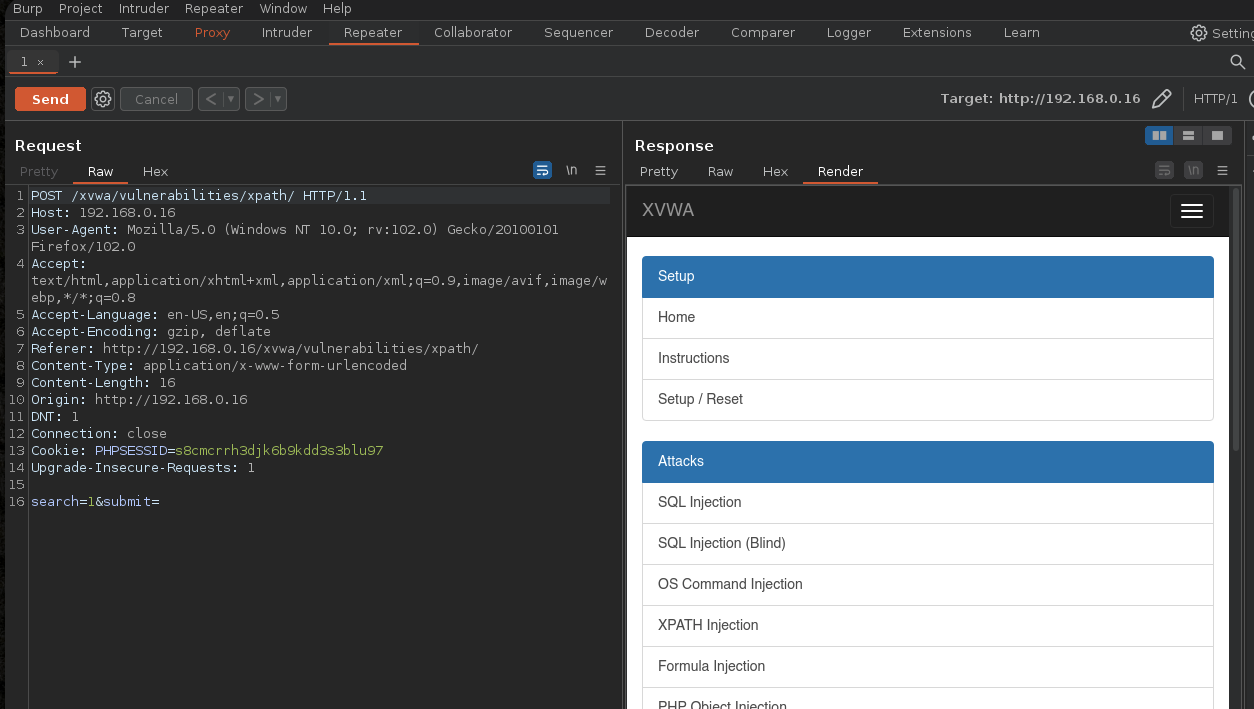 Burp Project Intruder Repeater Window Help
Dashboard Target Proxy Intruder Repeater Collaborator Sequencer Decoder Comparer Logger Extensions Learn Settin
1 × +
Send Cancel < > Target: http://192.168.0.16 HTTP/1
Request
Pretty Raw Hex \n
1 POST /xvwa/vulnerabilities/xpath/ HTTP/1.1
2 Host: 192.168.0.16
3 User-Agent: Mozilla/5.0 (Windows NT 10.0; rv:102.0) Gecko/20100101
Firefox/102.0
4 Accept:
text/html,application/xhtml+xml,application/xml;q=0.9,image/avif,image/w
ebp,*/*;q=0.8
5 Accept-Language: en-US,en;q=0.5
6 Accept-Encoding: gzip, deflate
7 Referer: http://192.168.0.16/xvwa/vulnerabilities/xpath/
8 Content-Type: application/x-www-form-urlencoded
9 Content-Length: 16
10 Origin: http://192.168.0.16
11 DNT: 1
12 Connection: close
13 Cookie: PHPSESSID=s8cmcrrh3djk6b9kdd3s3blu97
14 Upgrade-Insecure-Requests: 1
15
16 search=1&submit=
Response
Pretty Raw Hex Render \n
XVWA
Setup
Home
Instructions
Setup / Reset
Attacks
SQL Injection
SQL Injection (Blind)
OS Command Injection
XPATH Injection
Formula Injection
PHP Object Injection